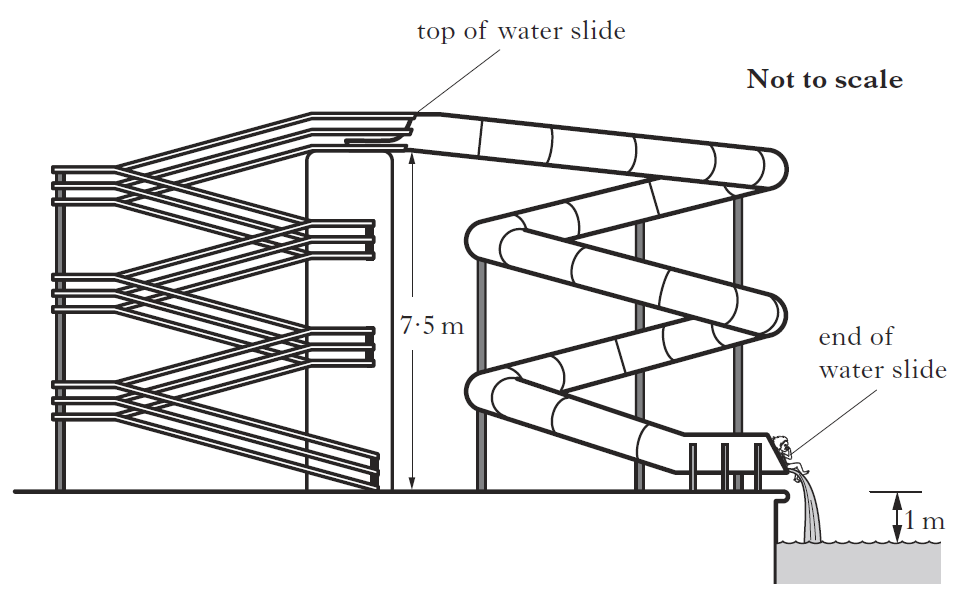 top of water slide
Not to scale
7·5 m
end of
water slide
1 m